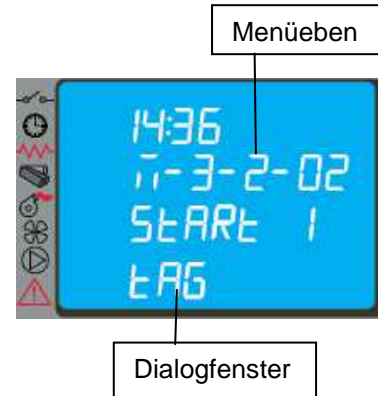 Menüeben
14:36
n-3-2-02
StARt 1
tAG
Dialogfenster